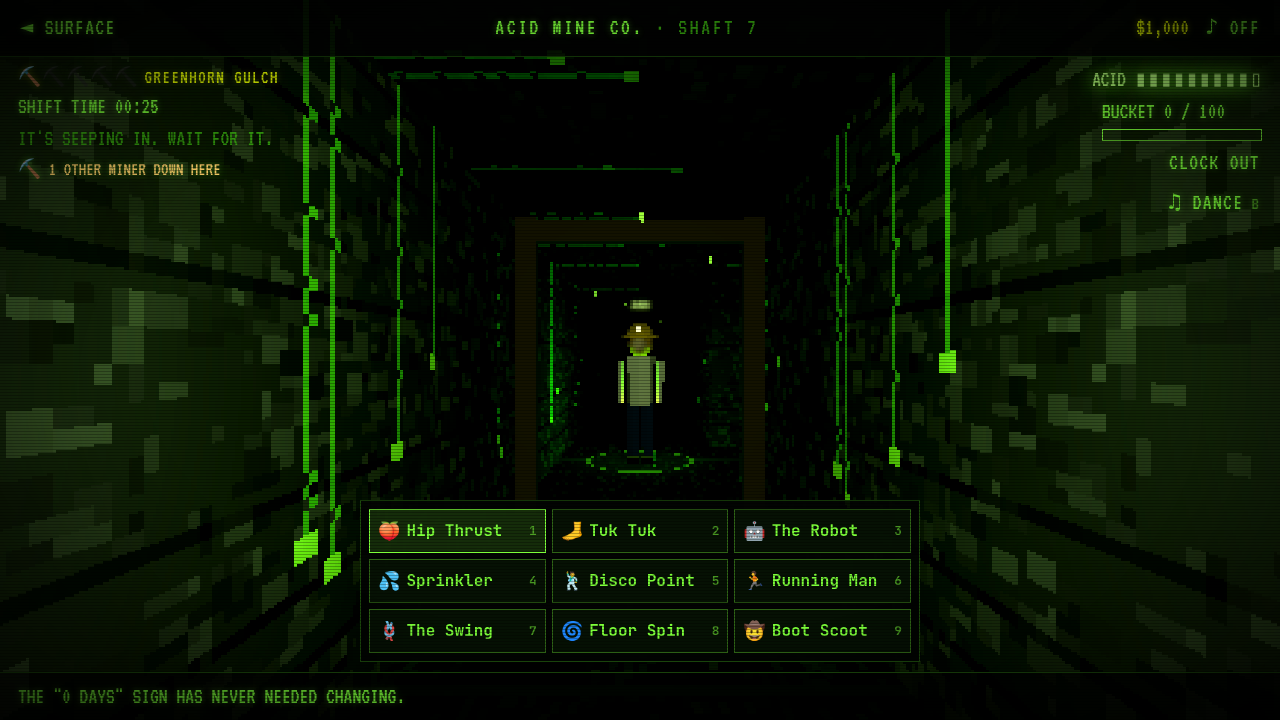 ◄ SURFACE
ACID MINE CO. · SHAFT 7
$1,000 ♪ OFF
GREENHORN GULCH
SHIFT TIME 00:25
IT'S SEEPING IN. WAIT FOR IT.
1 OTHER MINER DOWN HERE
ACID
BUCKET 0 / 100
CLOCK OUT
♫ DANCE B
Hip Thrust 1
Tuk Tuk 2
The Robot 3
Sprinkler 4
Disco Point 5
Running Man 6
The Swing 7
Floor Spin 8
Boot Scoot 9
THE "0 DAYS" SIGN HAS NEVER NEEDED CHANGING.